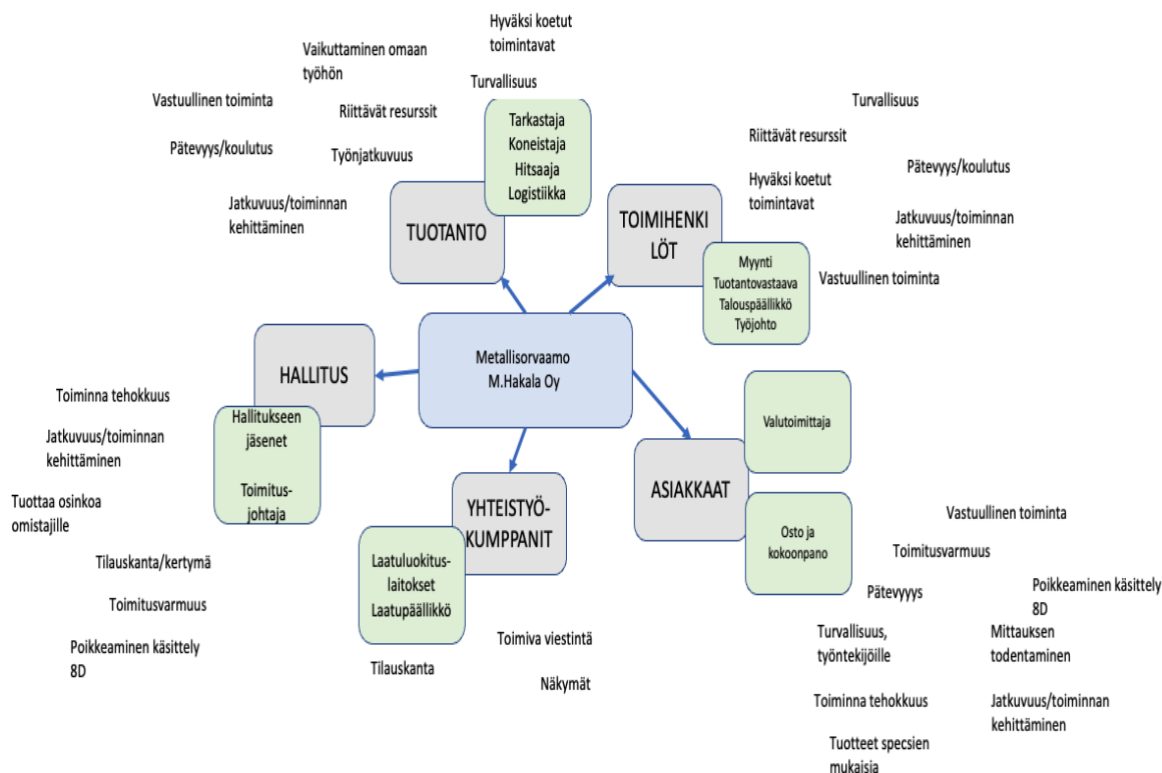 Hyväksi koetut
toimintavat
Vaikuttaminen omaan
työhön
Turvallisuus
Vastuullinen toiminta
Riittävät resurssit
Pätevyys/koulutus
Työnjatkuvuus
Jatkuvuus/toiminnan
kehittäminen
TUOTANTO
Tarkastaja
Koneistaja
Hitsaaja
Logistiikka
Turvallisuus
Riittävät resurssit
Pätevyys/koulutus
Hyväksi koetut
toimintavat
Jatkuvuus/toiminnan
kehittäminen
Vastuullinen toiminta
TOIMIHENKI
LÖT
Myynti
Tuotantovastaava
Talouspäällikkö
Työjohto
Metallisorvaamo
M.Hakala Oy
HALLITUS
Hallitukseen
jäsenet
Toimitus-
johtaja
Toiminna tehokkuus
Jatkuvuus/toiminnan
kehittäminen
Tuottaa osinkoa
omistajille
Tilauskanta/kertymä
Toimitusvarmuus
Poikkeaminen käsittely
8D
YHTEISTYÖ-
KUMPPANIT
Laatuluokitus-
laitokset
Laatupäällikkö
Toimiva viestintä
Tilauskanta
Näkymät
ASIAKKAAT
Valutoimittaja
Osto ja
kokoonpano
Vastuullinen toiminta
Toimitusvarmuus
Pätevyyys
Poikkeaminen käsittely
8D
Turvallisuus,
työntekijöille
Mittauksen
todentaminen
Toiminna tehokkuus
Jatkuvuus/toiminnan
kehittäminen
Tuotteet specsien
mukaisia